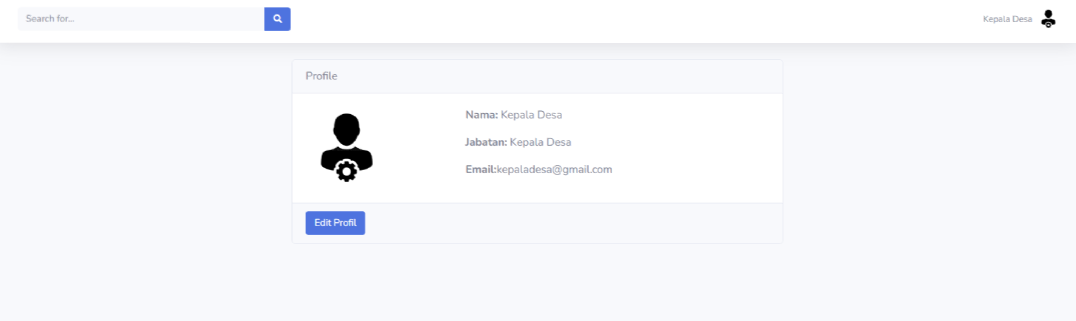 Search for...
Kepala Desa
Profile
Nama: Kepala Desa
Jabatan: Kepala Desa
Email:kepaladesa@gmail.com
Edit Profil